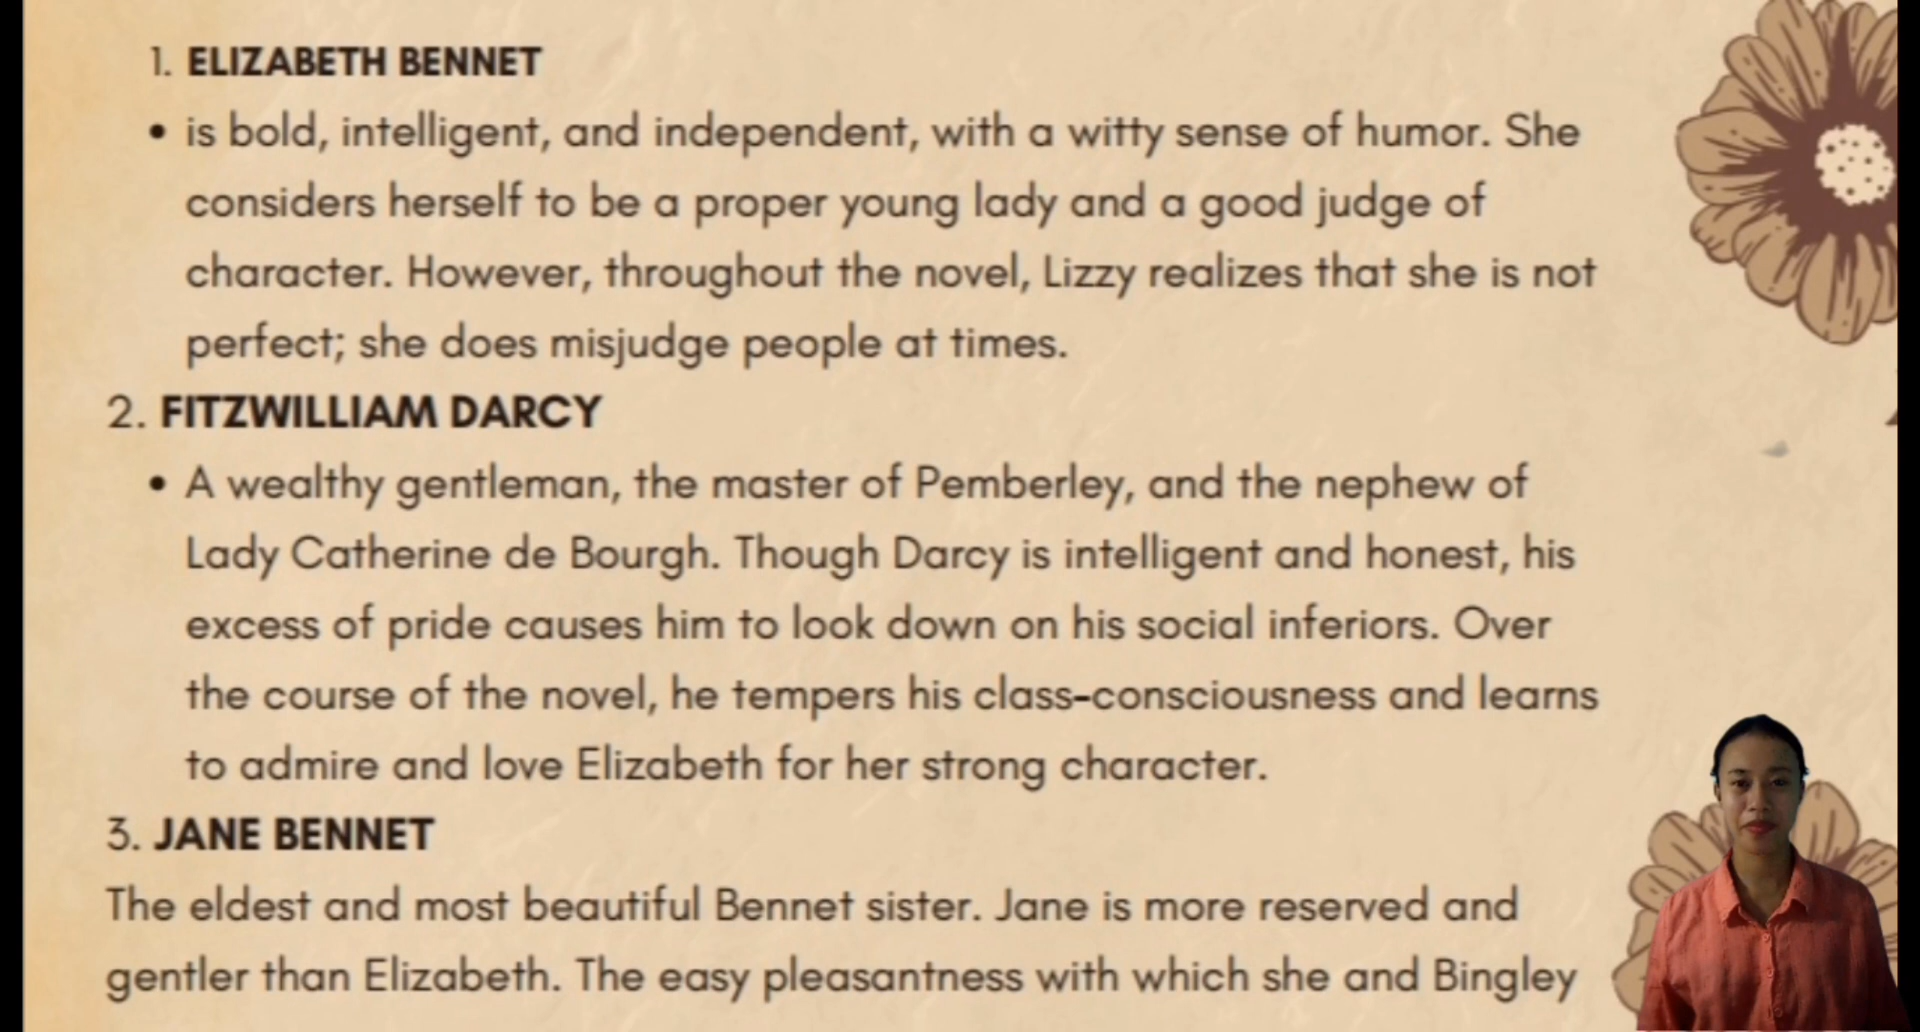 1. ELIZABETH BENNET
• is bold, intelligent, and independent, with a witty sense of humor. She
considers herself to be a proper young lady and a good judge of
character. However, throughout the novel, Lizzy realizes that she is not
perfect; she does misjudge people at times.
2. FITZWILLIAM DARCY
• A wealthy gentleman, the master of Pemberley, and the nephew of
Lady Catherine de Bourgh. Though Darcy is intelligent and honest, his
excess of pride causes him to look down on his social inferiors. Over
the course of the novel, he tempers his class-consciousness and learns
to admire and love Elizabeth for her strong character.
3. JANE BENNET
The eldest and most beautiful Bennet sister. Jane is more reserved and
gentler than Elizabeth. The easy pleasantness with which she and Bingley